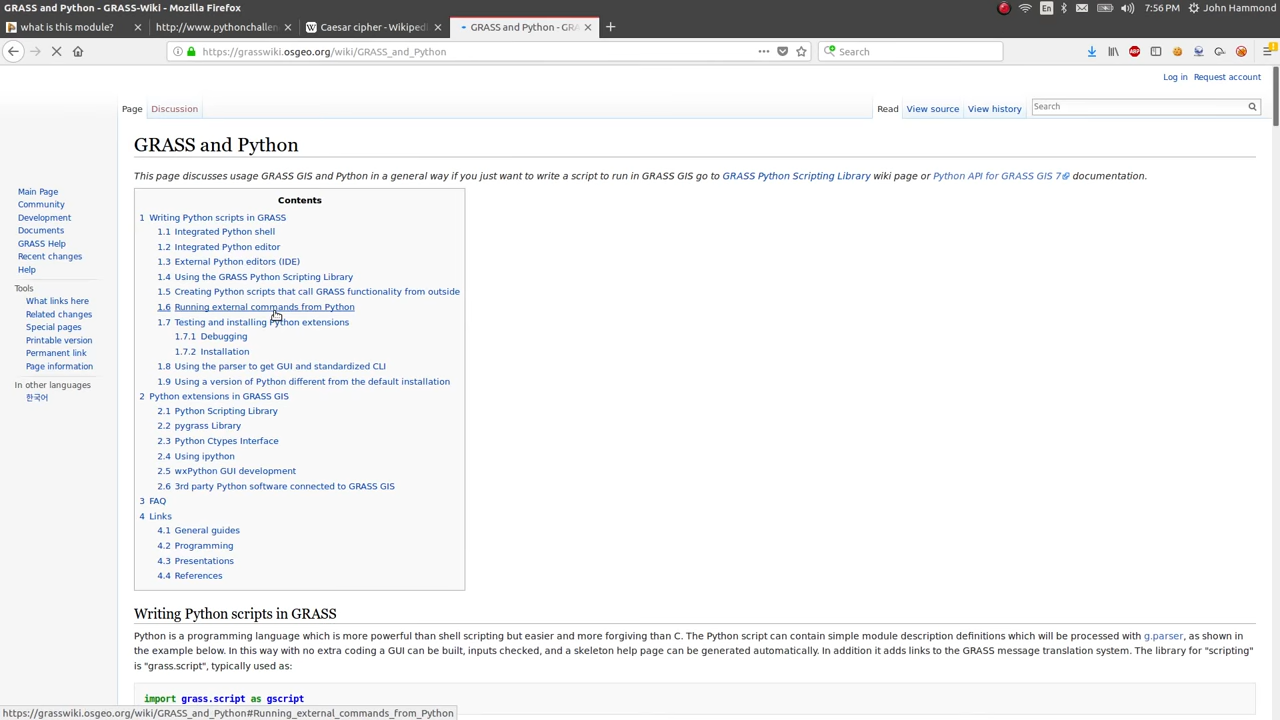 GRASS and Python - GRASS-Wiki - Mozilla Firefox
En
7:56 PM
John Hammond
what is this module?
http://www.pythonchalleng
Caesar cipher - Wikipedi
GRASS and Python - GRA
https://grasswiki.osgeo.org/wiki/GRASS_and_Python
Search
ABP
Log in
Request account
Page
Discussion
Read
View source
View history
Search
GRASS and Python
This page discusses usage GRASS GIS and Python in a general way if you just want to write a script to run in GRASS GIS go to GRASS Python Scripting Library wiki page or Python API for GRASS GIS 7 documentation.
Main Page
Community
Development
Documents
GRASS Help
Recent changes
Help
Tools
What links here
Related changes
Special pages
Printable version
Permanent link
Page information
In other languages
한국어
Contents
1 Writing Python scripts in GRASS
1.1 Integrated Python shell
1.2 Integrated Python editor
1.3 External Python editors (IDE)
1.4 Using the GRASS Python Scripting Library
1.5 Creating Python scripts that call GRASS functionality from outside
1.6 Running external commands from Python
1.7 Testing and installing Python extensions
1.7.1 Debugging
1.7.2 Installation
1.8 Using the parser to get GUI and standardized CLI
1.9 Using a version of Python different from the default installation
2 Python extensions in GRASS GIS
2.1 Python Scripting Library
2.2 pygrass Library
2.3 Python Ctypes Interface
2.4 Using ipython
2.5 wxPython GUI development
2.6 3rd party Python software connected to GRASS GIS
3 FAQ
4 Links
4.1 General guides
4.2 Programming
4.3 Presentations
4.4 References
Writing Python scripts in GRASS
Python is a programming language which is more powerful than shell scripting but easier and more forgiving than C. The Python script can contain simple module description definitions which will be processed with g.parser, as shown in
the example below. In this way with no extra coding a GUI can be built, inputs checked, and a skeleton help page can be generated automatically. In addition it adds links to the GRASS message translation system. The library for "scripting"
is "grass.script", typically used as:
import grass.script as gscript
https://grasswiki.osgeo.org/wiki/GRASS_and_Python#Running_external_commands_from_Python